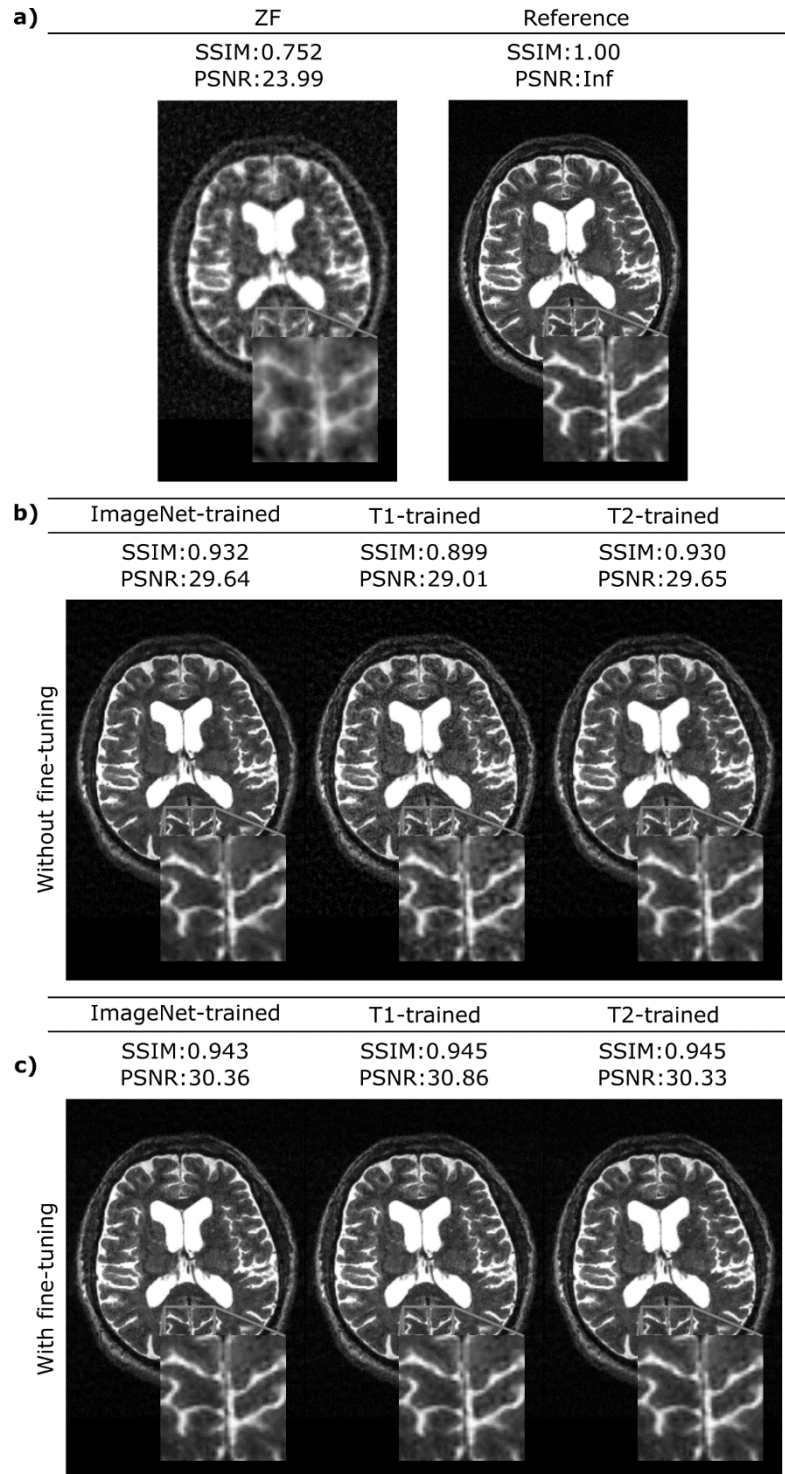 a)
ZF
Reference
SSIM:0.752
PSNR:23.99
SSIM:1.00
PSNR:Inf
b)
ImageNet-trained
T1-trained
T2-trained
SSIM:0.932
PSNR:29.64
SSIM:0.899
PSNR:29.01
SSIM:0.930
PSNR:29.65
Without fine-tuning
c)
ImageNet-trained
T1-trained
T2-trained
SSIM:0.943
PSNR:30.36
SSIM:0.945
PSNR:30.86
SSIM:0.945
PSNR:30.33
With fine-tuning